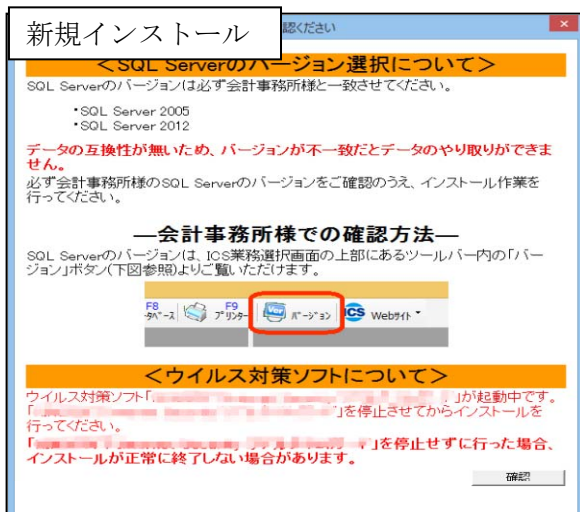 新規インストール
認ください
＜SQL Serverのバージョン選択について＞
SQL Serverのバージョンは必ず会計事務所様と一致させてください。
・SQL Server 2005
・SQL Server 2012
データの互換性が無いため、バージョンが不一致だとデータのやり取りができま
せん。
必ず会計事務所様のSQL Serverのバージョンをご確認のうえ、インストール作業を
行ってください。
―会計事務所様での確認方法―
SQL Serverのバージョンは、ICS業務選択画面の上部にあるツールバー内の「バー
ジョン」ボタン(下図参照)よりご覧いただけます。
F8 F9
ﾀﾍﾞｰｽ ﾌﾟﾘﾝﾀｰ Ver ﾊﾞｰｼﾞｮﾝ ICS Webｻｲﾄ
＜ウイルス対策ソフトについて＞
ウイルス対策ソフト「 」が起動中です。
「 」を停止させてからインストールを
行ってください。
「 」を停止せずに行った場合、
インストールが正常に終了しない場合があります。
確認